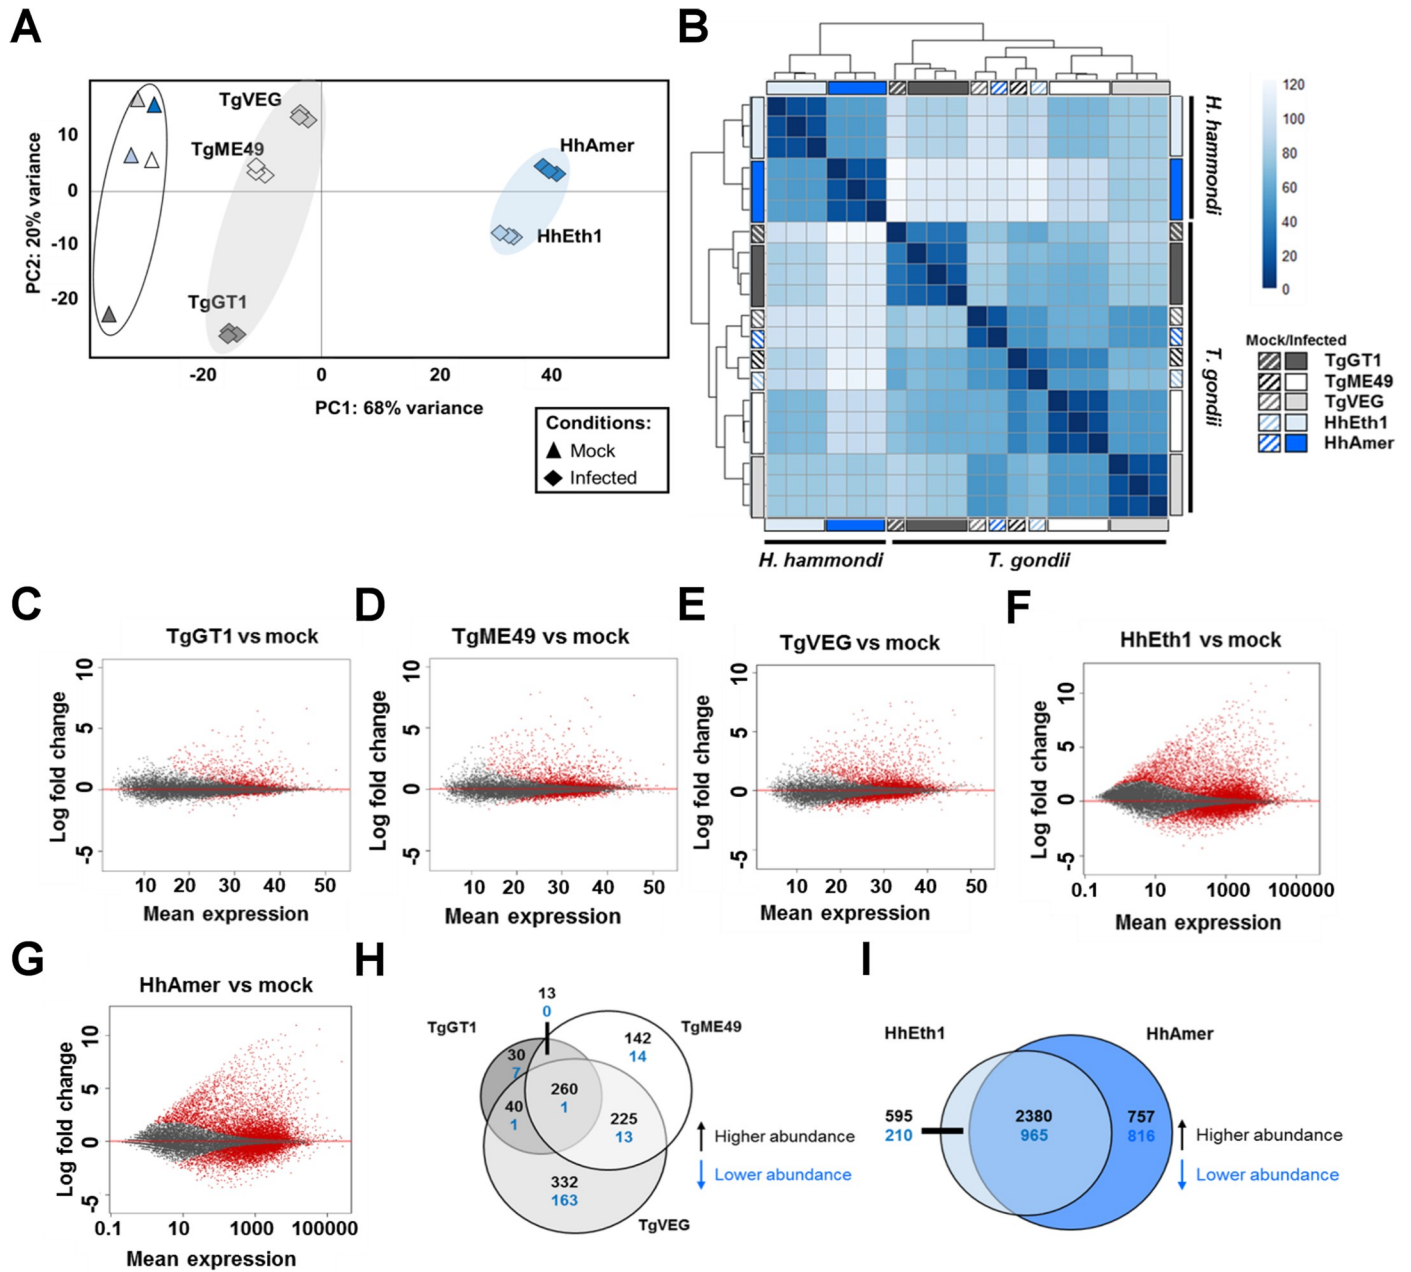 A
TgVEG
TgME49
TgGT1
HhAmer
HhEth1
10
0
-10
-20
PC2: 20% variance
-20
0
20
40
PC1: 68% variance
Conditions:
Mock
Infected
B
H. hammondi
T. gondii
H. hammondi
T. gondii
120
100
80
60
40
20
0
Mock/Infected
TgGT1
TgME49
TgVEG
HhEth1
HhAmer
C
TgGT1 vs mock
Log fold change
10
5
0
-5
10 20 30 40 50
Mean expression
D
TgME49 vs mock
Log fold change
10
5
0
-5
10 20 30 40 50
Mean expression
E
TgVEG vs mock
Log fold change
10
5
0
-5
10 20 30 40 50
Mean expression
F
HhEth1 vs mock
Log fold change
10
5
0
-5
0.1 10 1000 100000
Mean expression
G
HhAmer vs mock
Log fold change
10
5
0
-5
0.1 10 1000 100000
Mean expression
H
13
0
TgGT1
TgME49
30
7
142
14
260
1
40
1
225
13
332
163
TgVEG
Higher abundance
Lower abundance
I
HhEth1
HhAmer
595
210
2380
965
757
816
Higher abundance
Lower abundance